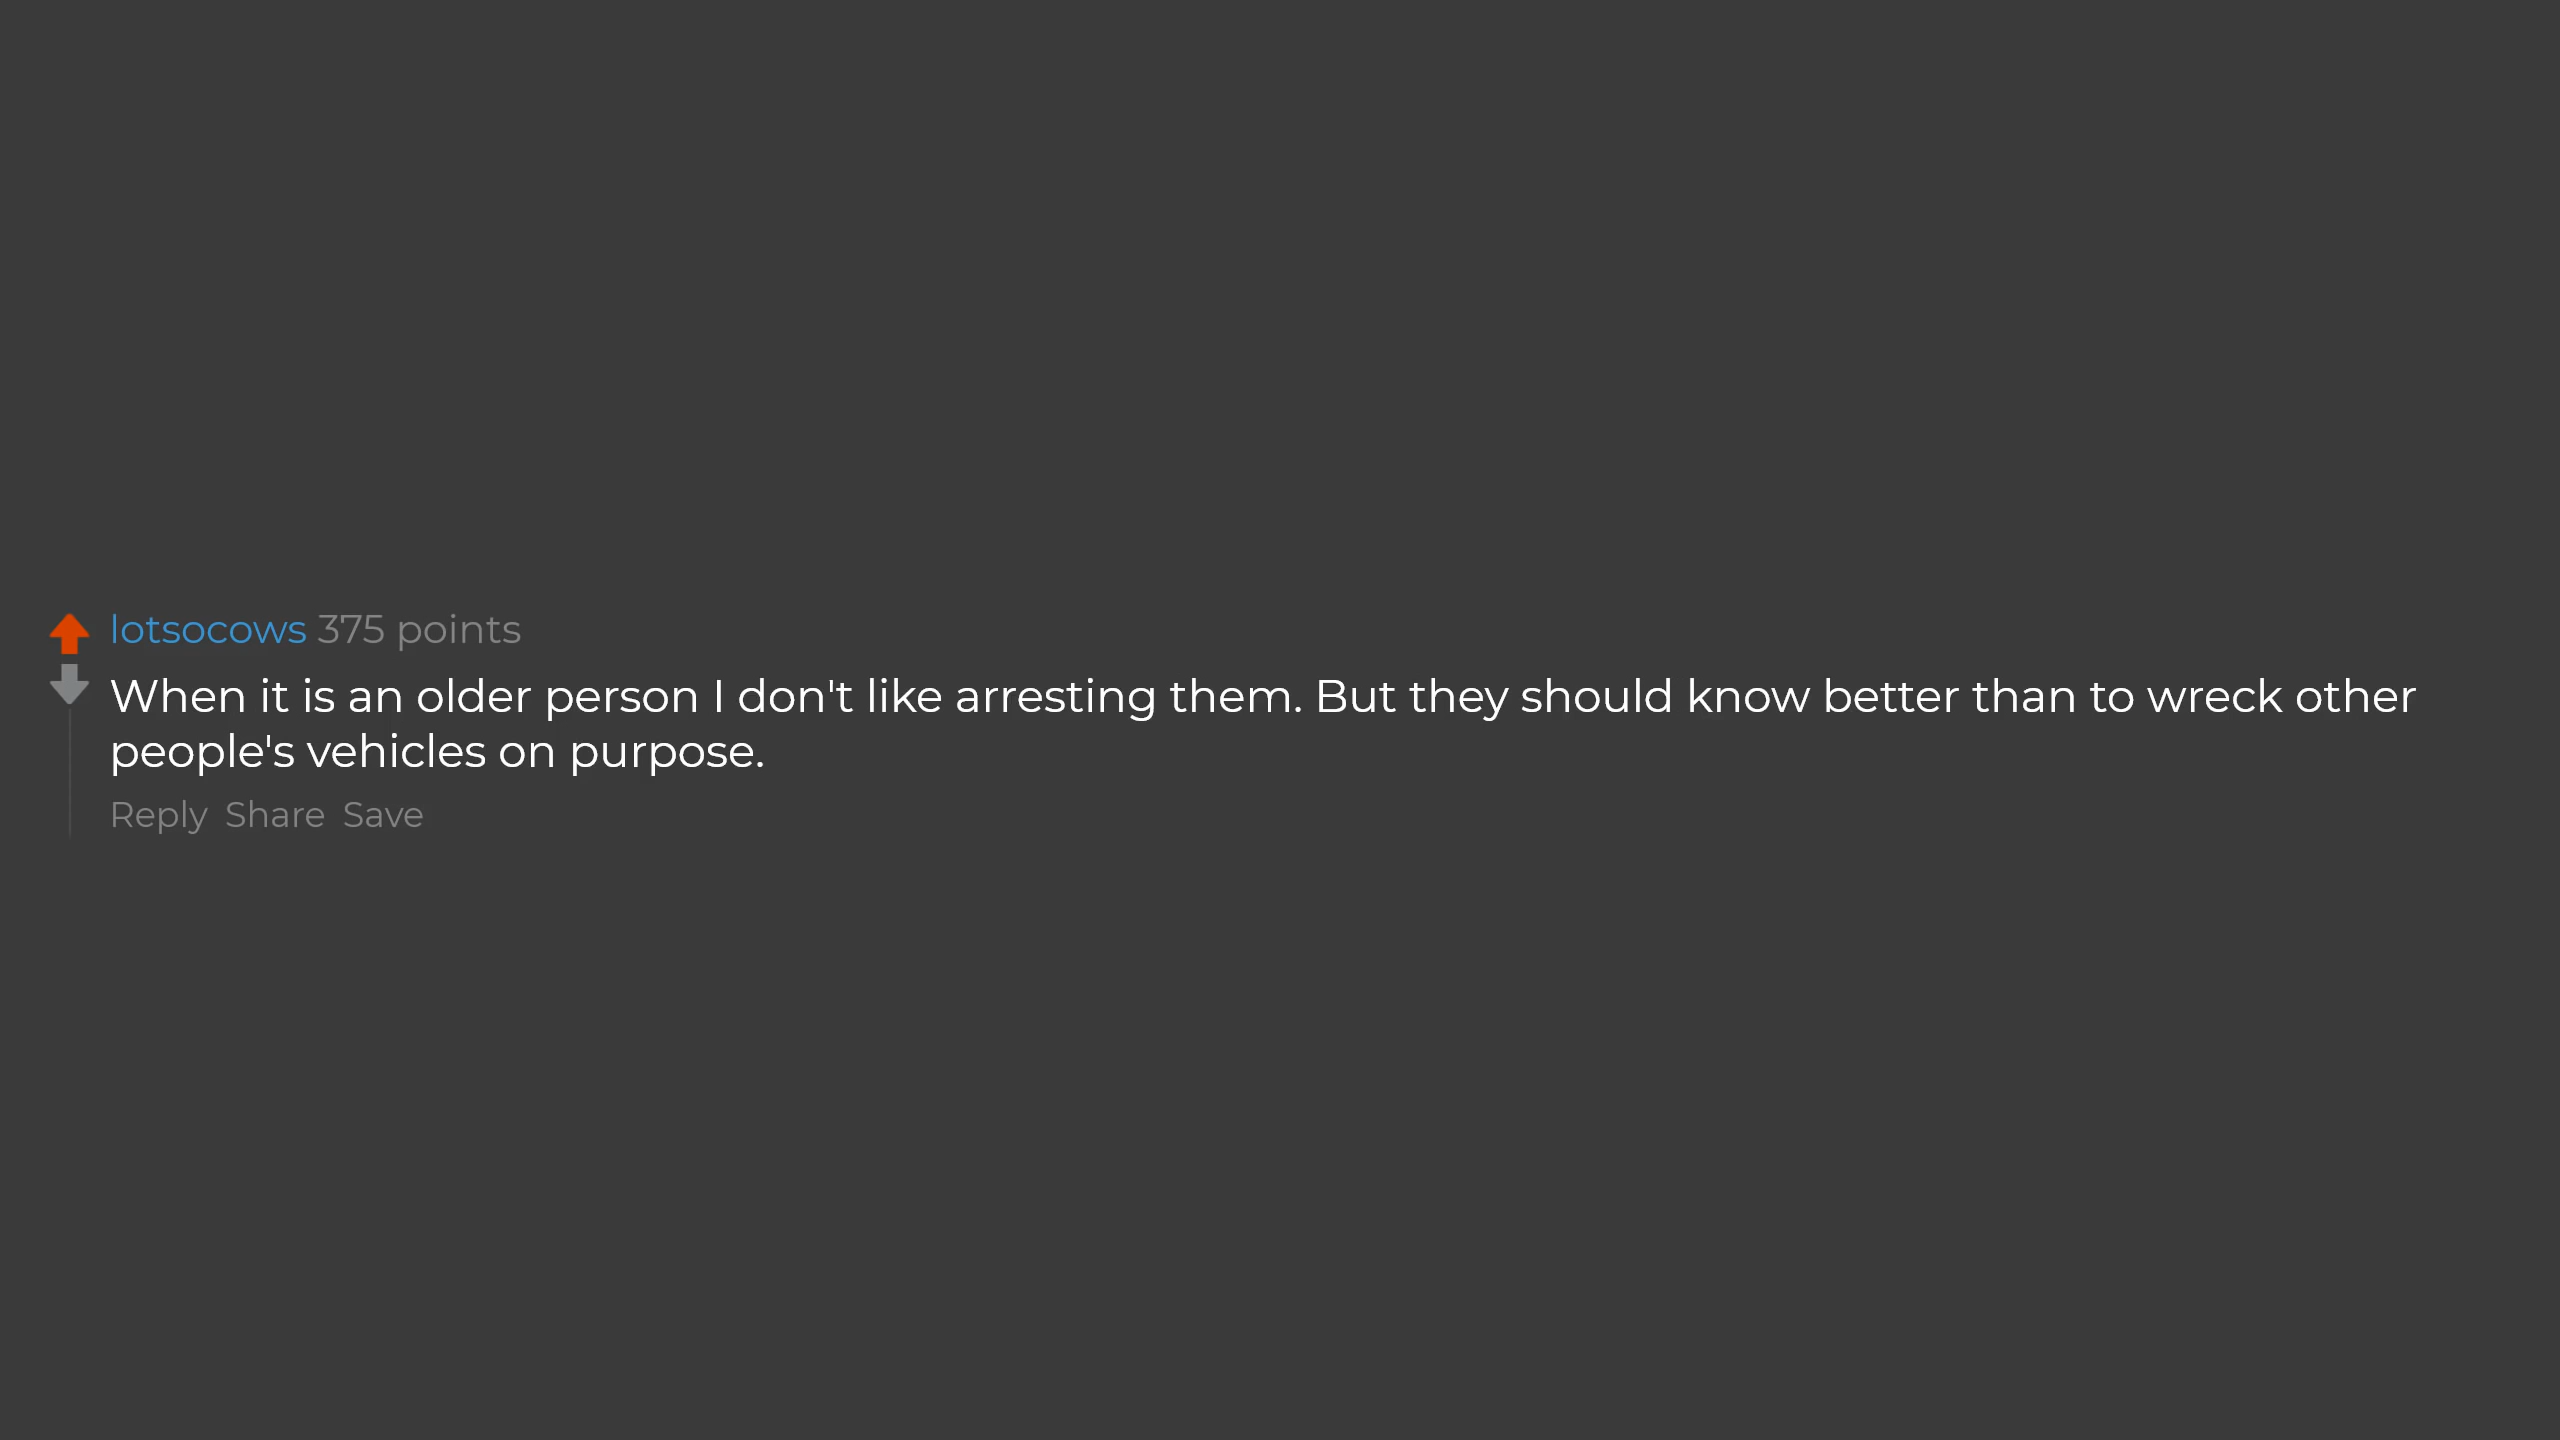 lotsocows 375 points
When it is an older person I don't like arresting them. But they should know better than to wreck other
people's vehicles on purpose.
Reply Share Save